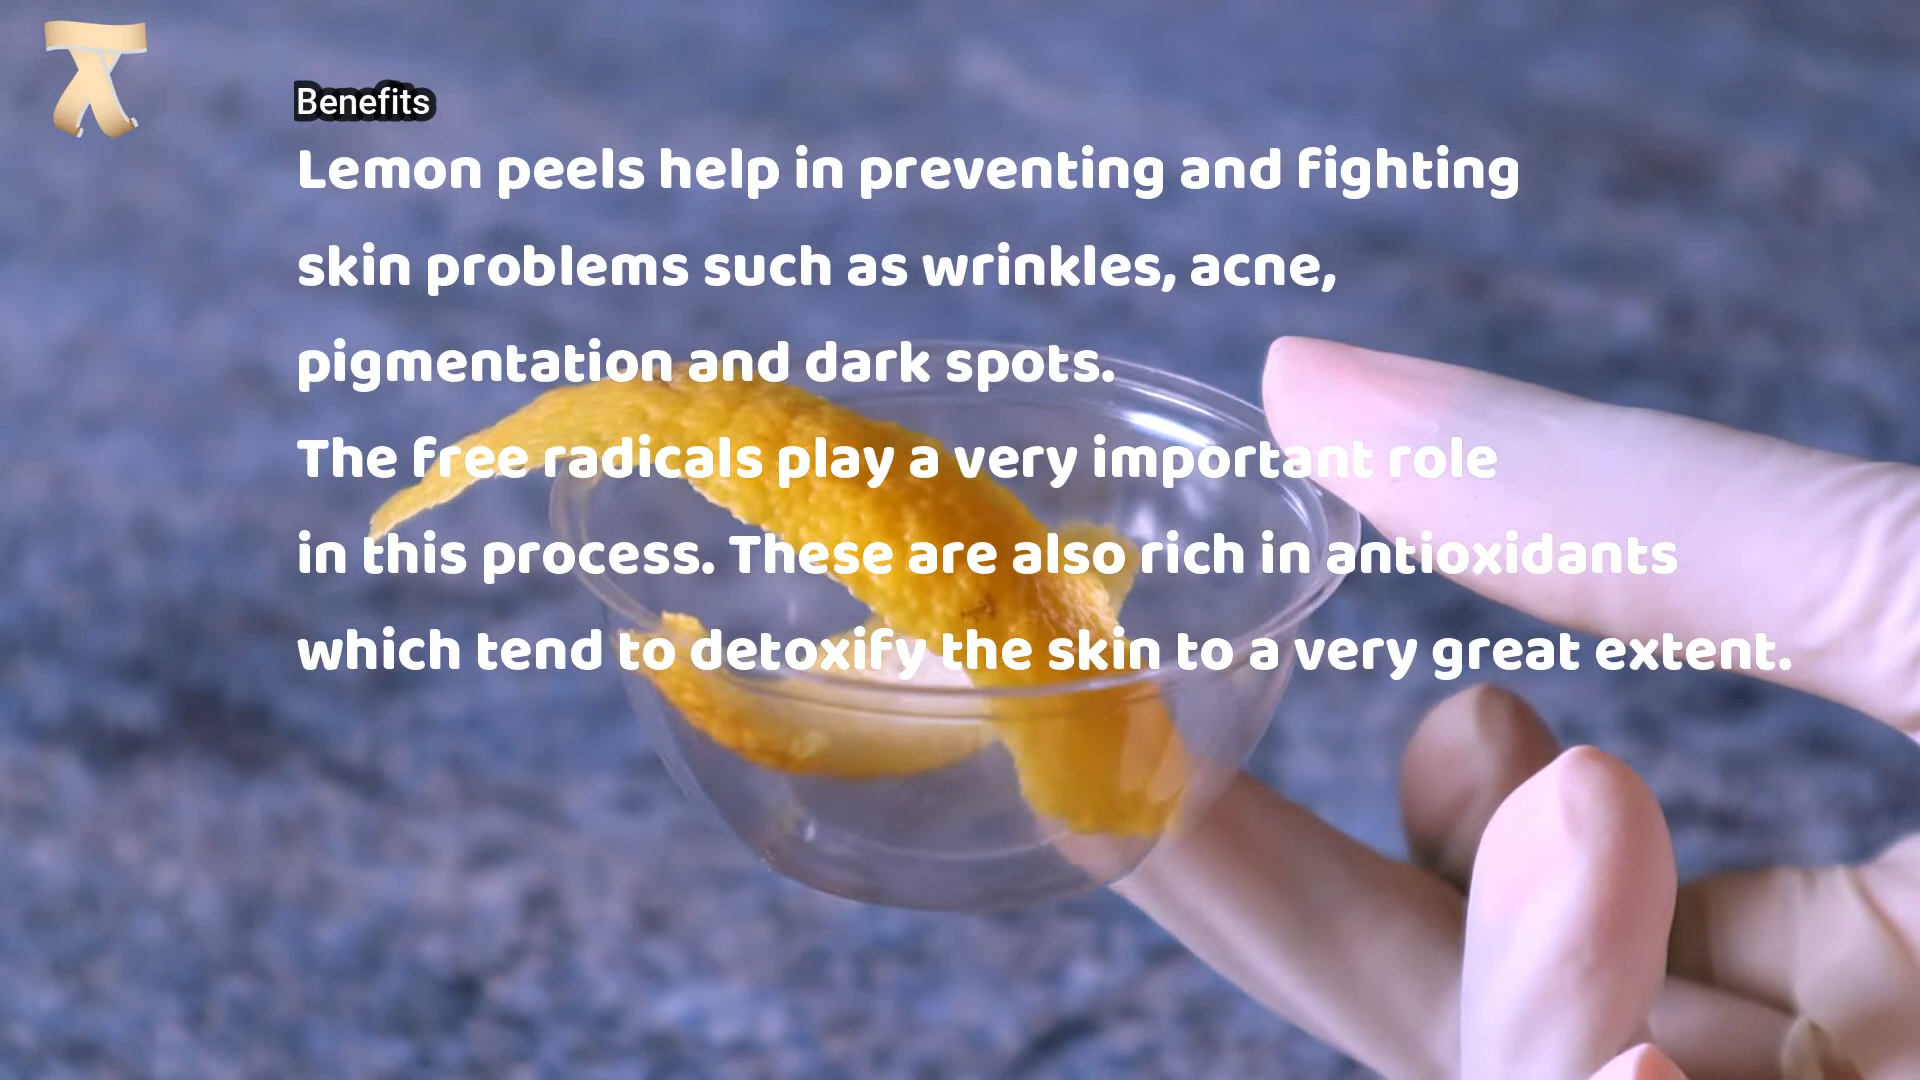 Benefits
Lemon peels help in preventing and fighting
skin problems such as wrinkles, acne,
pigmentation and dark spots.
The free radicals play a very important role
in this process. These are also rich in antioxidants
which tend to detoxify the skin to a very great extent.